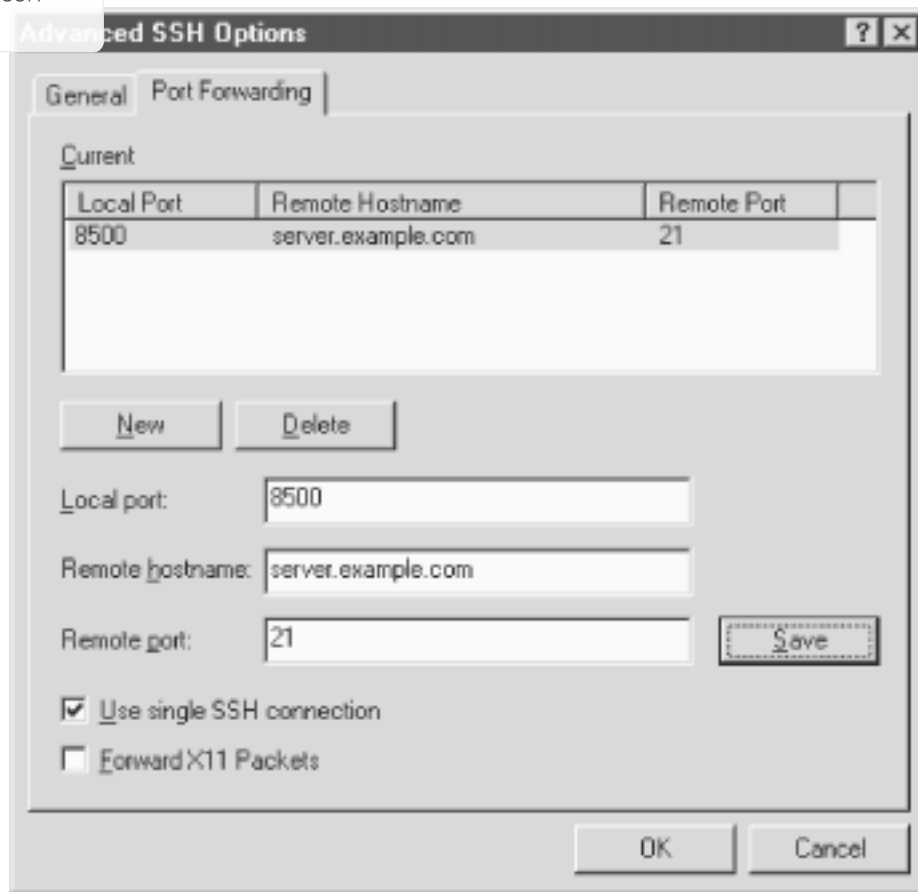 Advanced SSH Options
General Port Forwarding
Current
Local Port Remote Hostname Remote Port
8500 server.example.com 21
New Delete
Local port: 8500
Remote hostname: server.example.com
Remote port: 21 Save
Use single SSH connection
Forward X11 Packets
OK Cancel